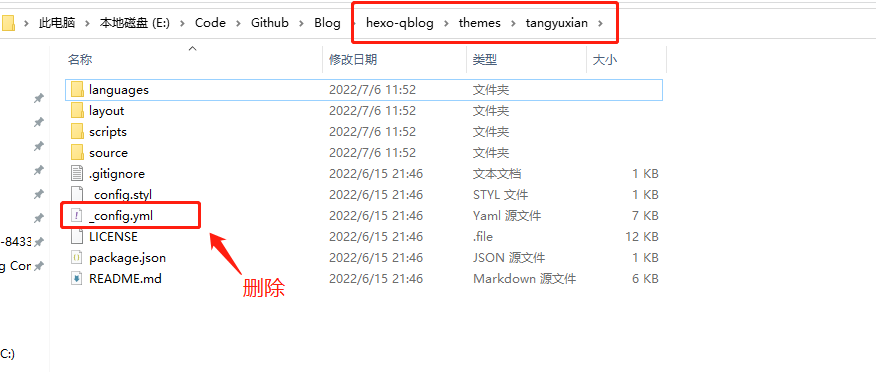 此电脑 > 本地磁盘 (E:) > Code > Github > Blog > hexo-qblog > themes > tangyuxian >
名称 修改日期 类型 大小
languages 2022/7/6 11:52 文件夹
layout 2022/7/6 11:52 文件夹
scripts 2022/7/6 11:52 文件夹
source 2022/7/6 11:52 文件夹
.gitignore 2022/6/15 21:46 文本文档 1 KB
_config.styl 2022/6/15 21:46 STYL 文件 1 KB
_config.yml 2022/6/15 21:46 Yaml 源文件 7 KB
-8433 LICENSE 2022/6/15 21:46 .file 12 KB
g Cor package.json 2022/6/15 21:46 JSON 源文件 1 KB
README.md 2022/6/15 21:46 Markdown 源文件 6 KB
删除
C:)